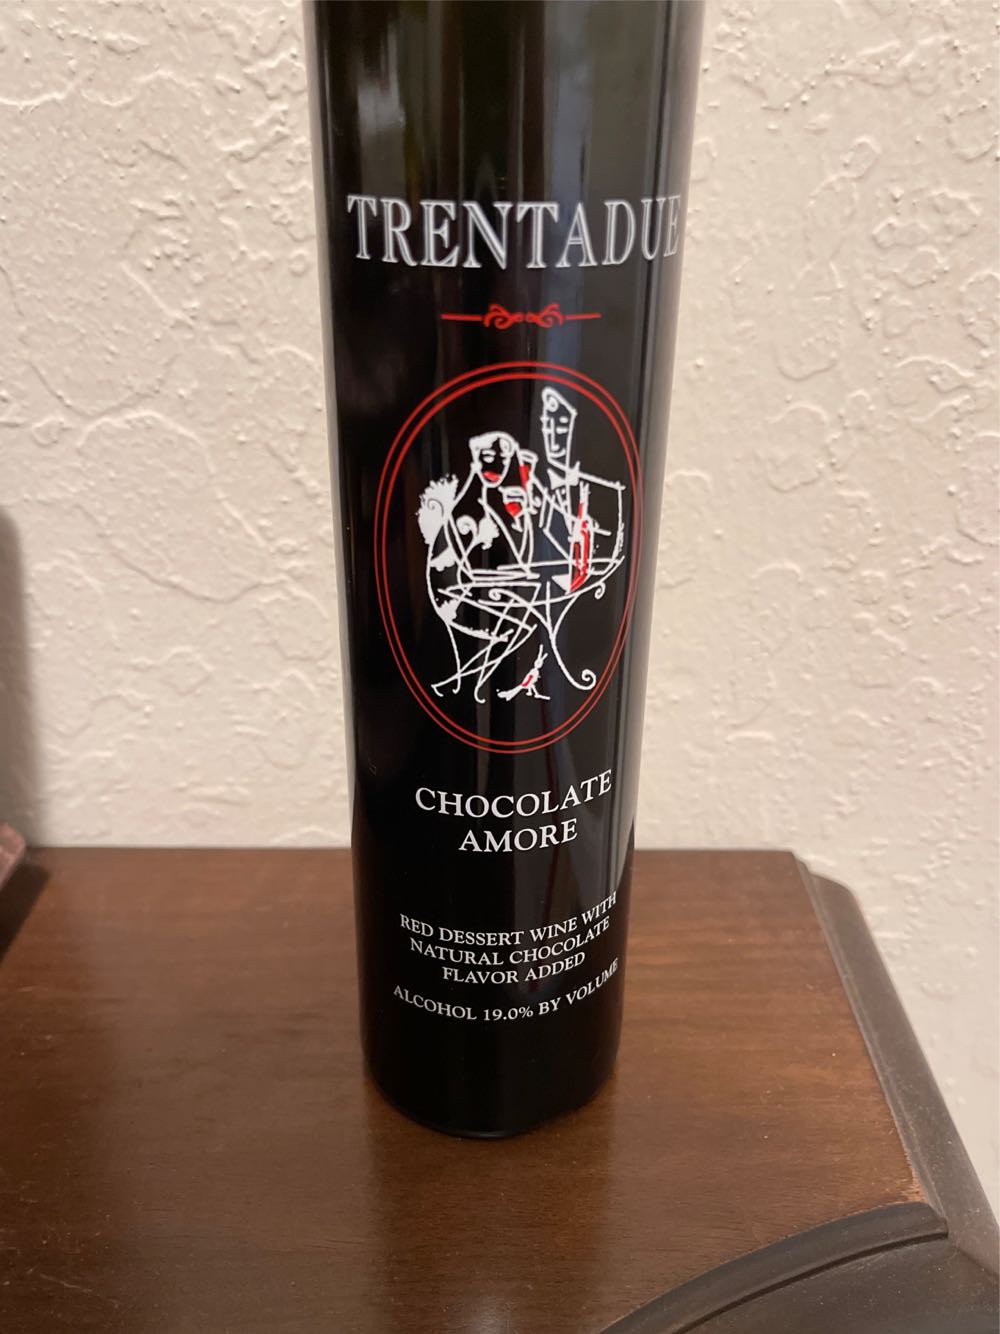 TRENTADUE
CHOCOLATE
AMORE
RED DESSERT WINE WITH
NATURAL CHOCOLATE
FLAVOR ADDED
ALCOHOL 19.0% BY VOLUME